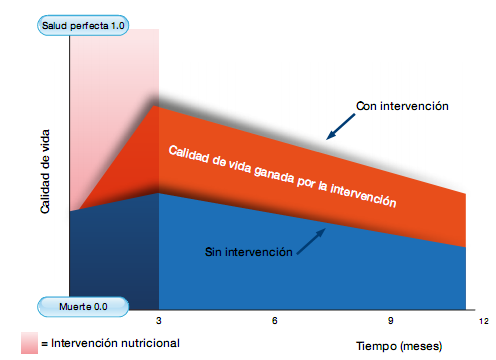 Salud perfecta 1.0
Con intervención
Calidad de vida
Calidad de vida ganada por la intervención
Sin intervención
Muerte 0.0
3 6 9 12
= Intervención nutricional
Tiempo (meses)